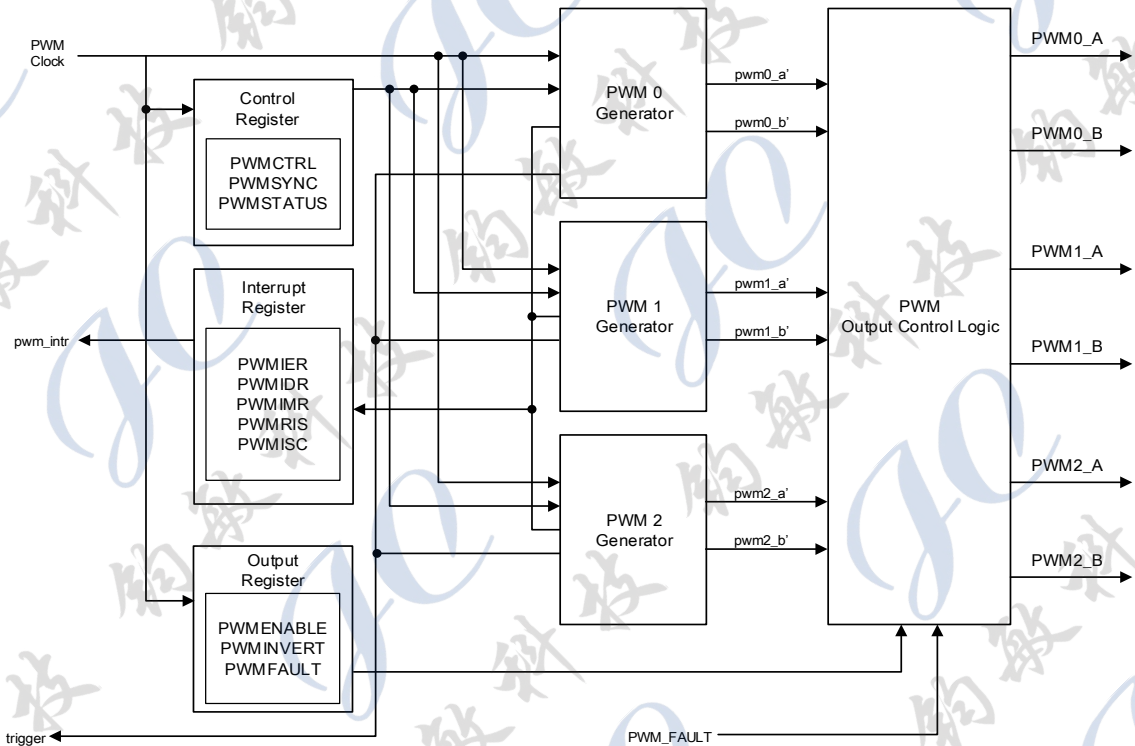 PWM
Clock
Control
Register
PWMCTRL
PWMSYNC
PWMSTATUS
Interrupt
Register
PWMIER
PWMIDR
PWMIMR
PWMRIS
PWMISC
pwm_intr
Output
Register
PWMENABLE
PWMINVERT
PWMFAULT
trigger
PWM 0
Generator
pwm0_a'
pwm0_b'
PWM 1
Generator
pwm1_a'
pwm1_b'
PWM 2
Generator
pwm2_a'
pwm2_b'
PWM
Output Control Logic
PWM_FAULT
PWM0_A
PWM0_B
PWM1_A
PWM1_B
PWM2_A
PWM2_B